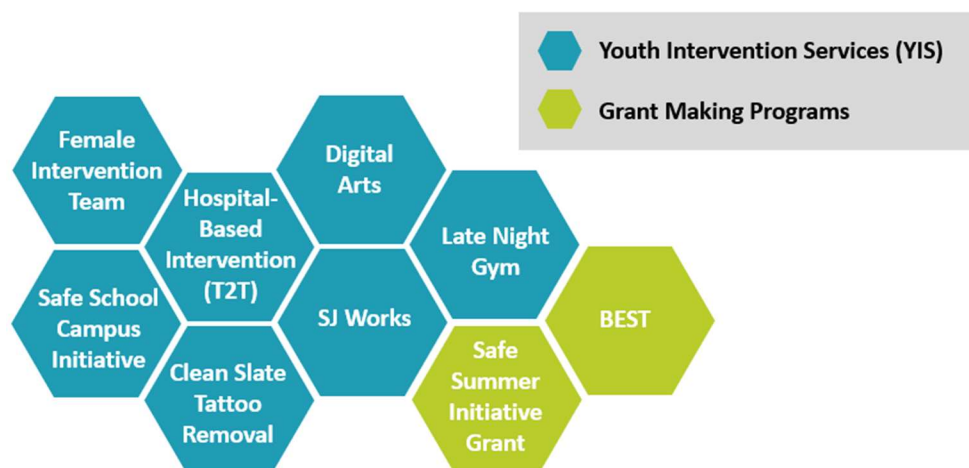 Youth Intervention Services (YIS)
Grant Making Programs
Female
Intervention
Team
Hospital-
Based
Intervention
(T2T)
Digital
Arts
Late Night
Gym
Safe School
Campus
Initiative
Clean Slate
Tattoo
Removal
SJ Works
Safe
Summer
Initiative
Grant
BEST